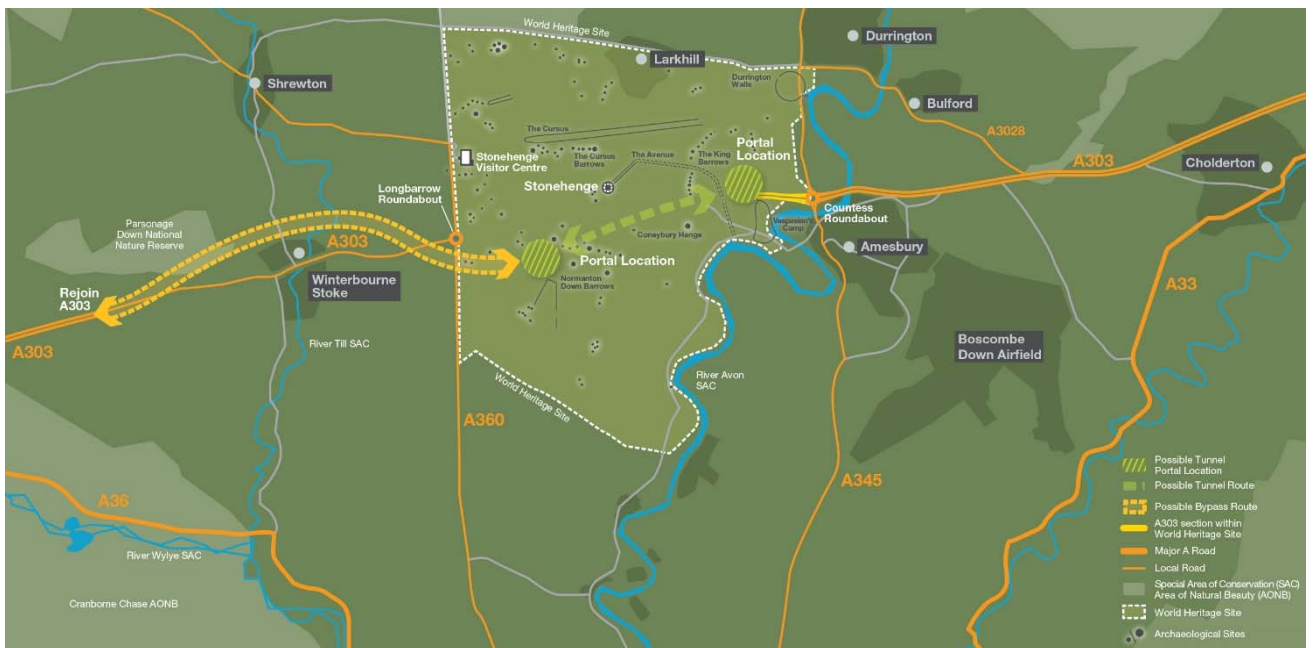 World Heritage Site
Durrington
Larkhill
Shrewton
Durrington
Walls
Bulford
A3028
The Cursus
Stonehenge
Visitor Centre
The Cursus
Barrows
The Avenue
The King
Barrows
Portal
Location
A303
Cholderton
Stonehenge
Longbarrow
Roundabout
Countess
Roundabout
Vespasian's
Camp
Parsonage
Down National
Nature Reserve
A303
Coneybury Henge
Amesbury
Portal Location
Winterbourne
Stoke
Normanton
Down Barrows
A33
Rejoin
A303
A303
River Till SAC
Boscombe
Down Airfield
River Avon
SAC
World Heritage Site
A360
A345
A36
River Wylye SAC
Cranborne Chase AONB
Possible Tunnel
Portal Location
Possible Tunnel Route
Possible Bypass Route
A303 section within
World Heritage Site
Major A Road
Local Road
Special Area of Conservation (SAC)
Area of Natural Beauty (AONB)
World Heritage Site
Archaeological Sites